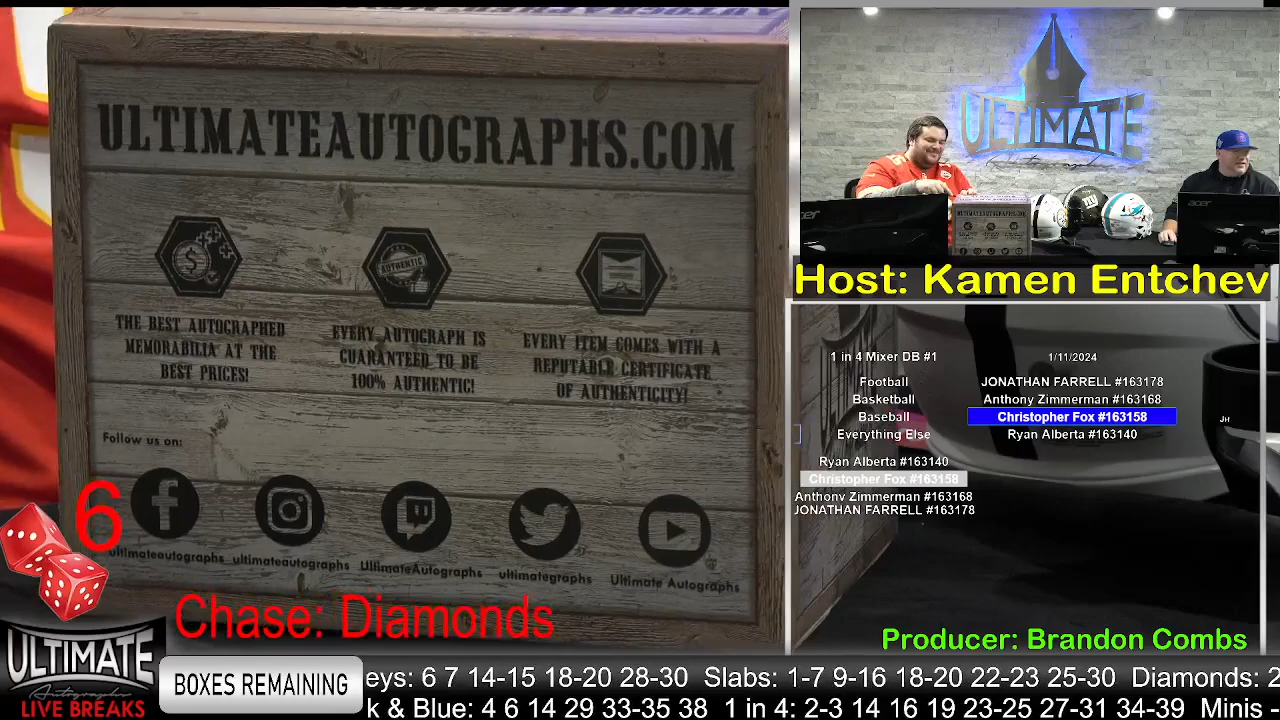 ULTIMATEAUTOGRAPHS.COM
AUTHENTIC
THE BEST AUTOGRAPHED
MEMORABILIA AT THE
BEST PRICES!
EVERY AUTOGRAPH IS
GUARANTEED TO BE
100% AUTHENTIC!
EVERY ITEM COMES WITH A
REPUTABLE CERTIFICATE
OF AUTHENTICITY!
Follow us on:
ultimateautographs
ultimateautographs
UltimateAutographs
ultimategraphs
Ultimate Autographs
6
Chase: Diamonds
ULTIMATE
Autographs
LIVE BREAKS
BOXES REMAINING
eys: 6 7 14-15 18-20 28-30 Slabs: 1-7 9-16 18-20 22-23 25-30 Diamonds: 2
k & Blue: 4 6 14 29 33-35 38 1 in 4: 2-3 14 16 19 23-25 27-31 34-39 Minis -
ULTIMATE
acer
ULTIMATEAUTOGRAPHS.COM
Host: Kamen Entchev
1 in 4 Mixer DB #1 1/11/2024
Football JONATHAN FARRELL #163178
Basketball Anthony Zimmerman #163168
Baseball Christopher Fox #163158
Everything Else Ryan Alberta #163140
JH
Ryan Alberta #163140
Christopher Fox #163158
Anthony Zimmerman #163168
JONATHAN FARRELL #163178
Producer: Brandon Combs